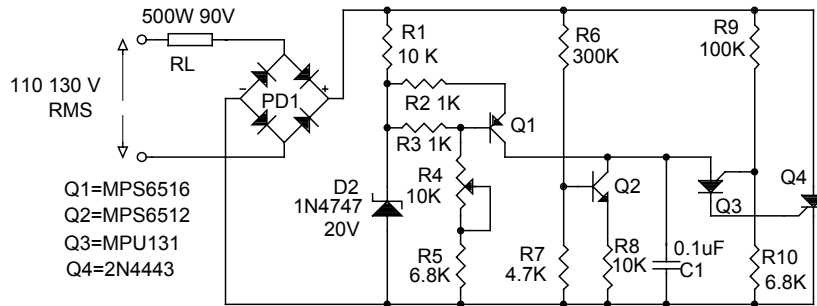 500W 90V
RL
110 130 V
RMS
PD1
−
+
R1
10 K
R2 1K
R3 1K
R4
10K
R5
6.8K
D2
1N4747
20V
Q1
R6
300K
R7
4.7K
Q2
R8
10K
0.1uF
C1
R9
100K
Q3
Q4
R10
6.8K
Q1=MPS6516
Q2=MPS6512
Q3=MPU131
Q4=2N4443